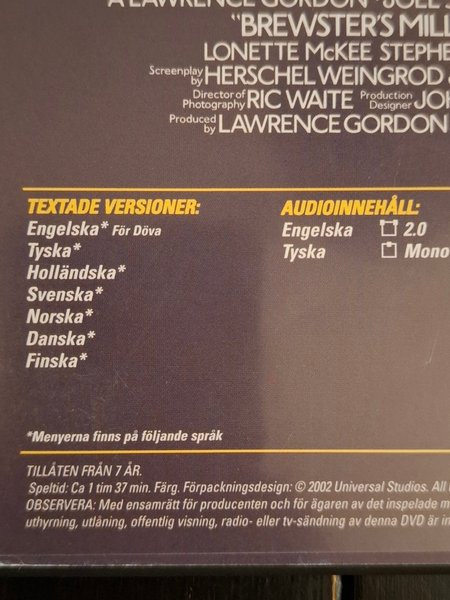 A LAWRENCE GORDON
"BREWSTER'S MILL
LONETTE McKEE STEPHE
Screenplay by HERSCHEL WEINGROD
Director of Photography RIC WAITE Production Designer JO
Produced by LAWRENCE GORDON
TEXTADE VERSIONER:
Engelska* För Döva
Tyska*
Holländska*
Svenska*
Norska*
Danska*
Finska*
AUDIOINNEHÅLL:
Engelska 2.0
Tyska Mono
*Menyerna finns på följande språk
TILLÅTEN FRÅN 7 ÅR.
Speltid: Ca 1 tim 37 min. Färg. Förpackningsdesign: © 2002 Universal Studios. All
OBSERVERA: Med ensamrätt för producenten och för ägaren av det inspelade
uthyrning, utlåning, offentlig visning, radio- eller tv-sändning av denna DVD är